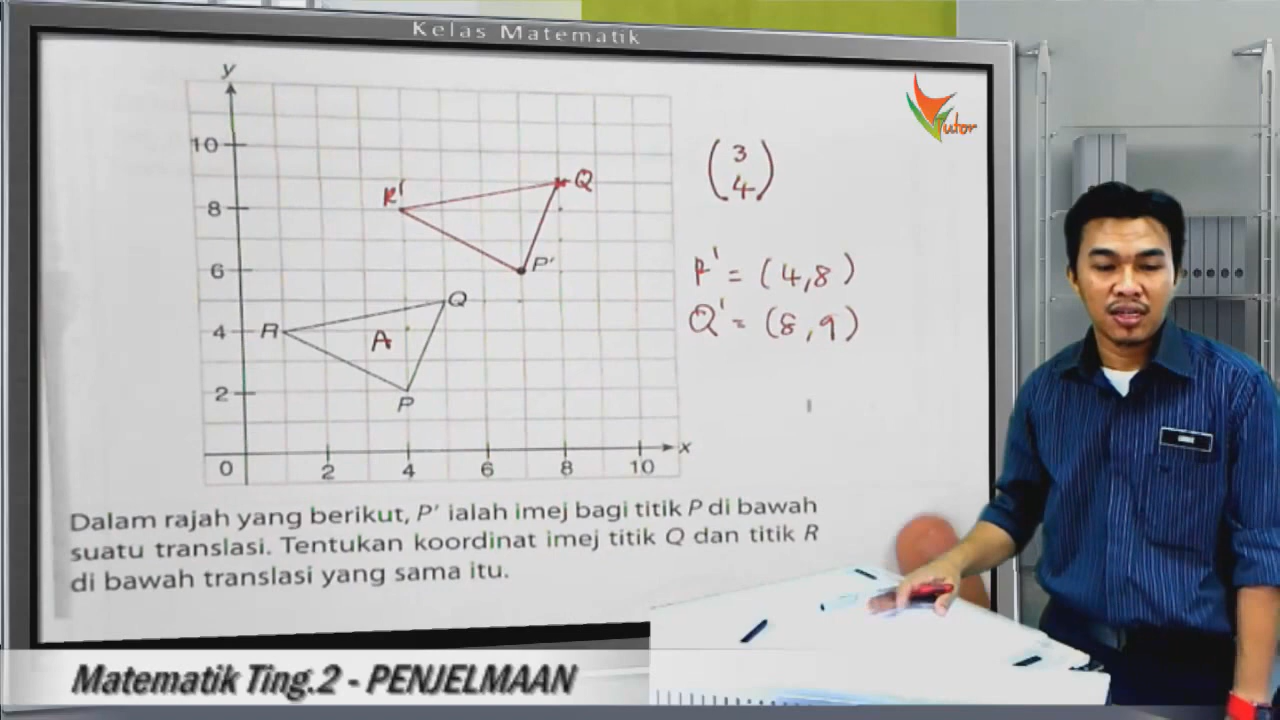 Kelas Matematik
Tutor
y
10
8
6
4
2
0
2
4
6
8
10
x
R'
Q
P'
R
A
Q
P
(3
4)
R' = (4,8)
Q' = (8,9)
Dalam rajah yang berikut, P' ialah imej bagi titik P di bawah
suatu translasi. Tentukan koordinat imej titik Q dan titik R
di bawah translasi yang sama itu.
Matematik Ting.2 - PENJELMAAN